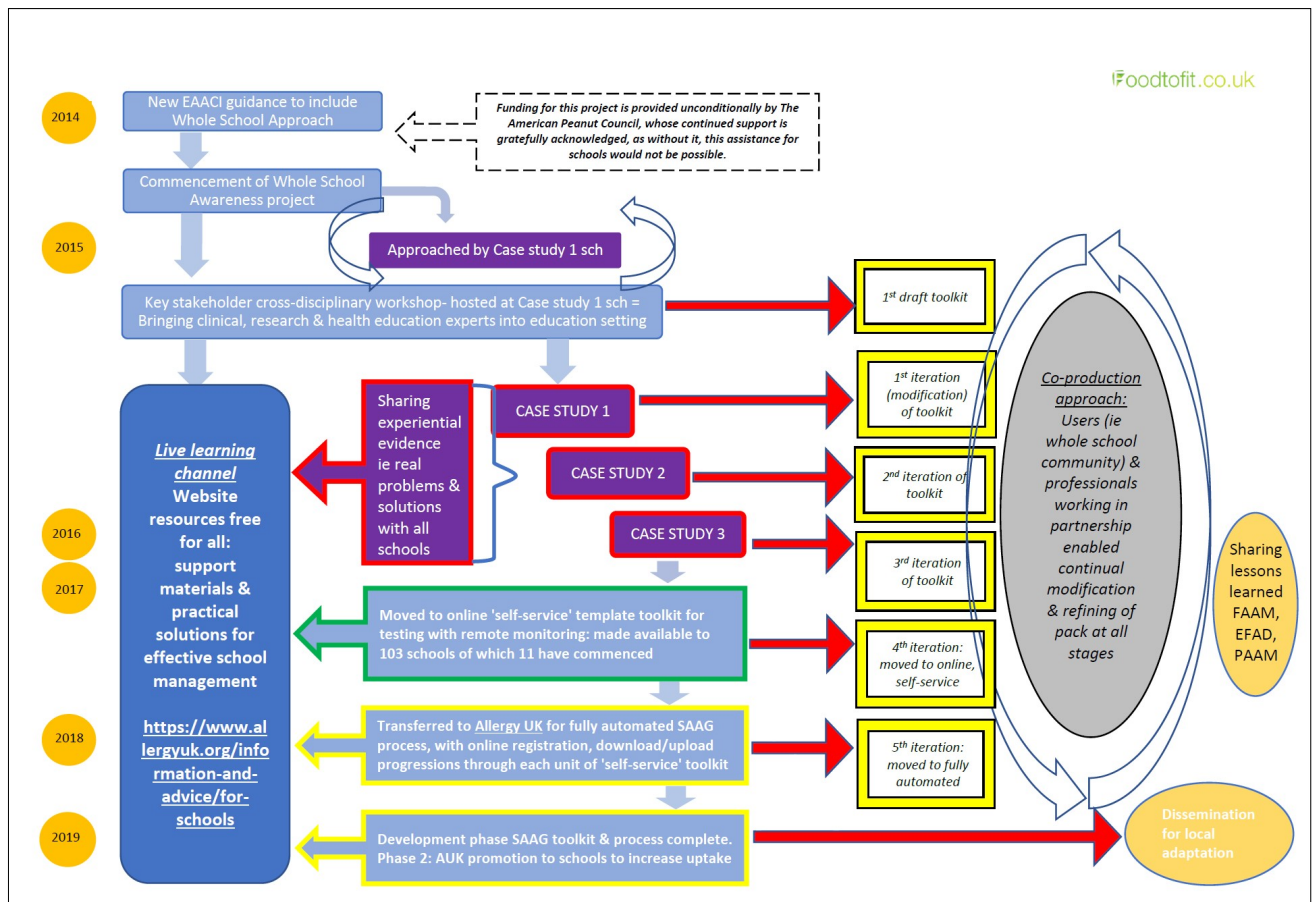 Foodtofit.co.uk
2014
New EAACI guidance to include
Whole School Approach
Funding for this project is provided unconditionally by The
American Peanut Council, whose continued support is
gratefully acknowledged, as without it, this assistance for
schools would not be possible.
Commencement of Whole School
Awareness project
2015
Approached by Case study 1 sch
Key stakeholder cross-disciplinary workshop- hosted at Case study 1 sch =
Bringing clinical, research & health education experts into education setting
1st draft toolkit
Live learning
channel
Website
resources free
for all:
support
materials &
practical
solutions for
effective school
management
https://www.al
lergyuk.org/info
rmation-and-
advice/for-
schools
Sharing
experiential
evidence
ie real
problems &
solutions
with all
schools
CASE STUDY 1
1st iteration
(modification)
of toolkit
CASE STUDY 2
2nd iteration of
toolkit
2016
CASE STUDY 3
3rd iteration
of toolkit
Co-production
approach:
Users (ie
whole school
community) &
professionals
working in
partnership
enabled
continual
modification
& refining of
pack at all
stages
Sharing
lessons
learned
FAAM,
EFAD,
PAAM
2017
Moved to online 'self-service' template toolkit for
testing with remote monitoring: made available to
103 schools of which 11 have commenced
4th iteration:
moved to online,
self-service
2018
Transferred to Allergy UK for fully automated SAAG
process, with online registration, download/upload
progressions through each unit of 'self-service' toolkit
5th iteration:
moved to fully
automated
2019
Development phase SAAG toolkit & process complete.
Phase 2: AUK promotion to schools to increase uptake
Dissemination
for local
adaptation